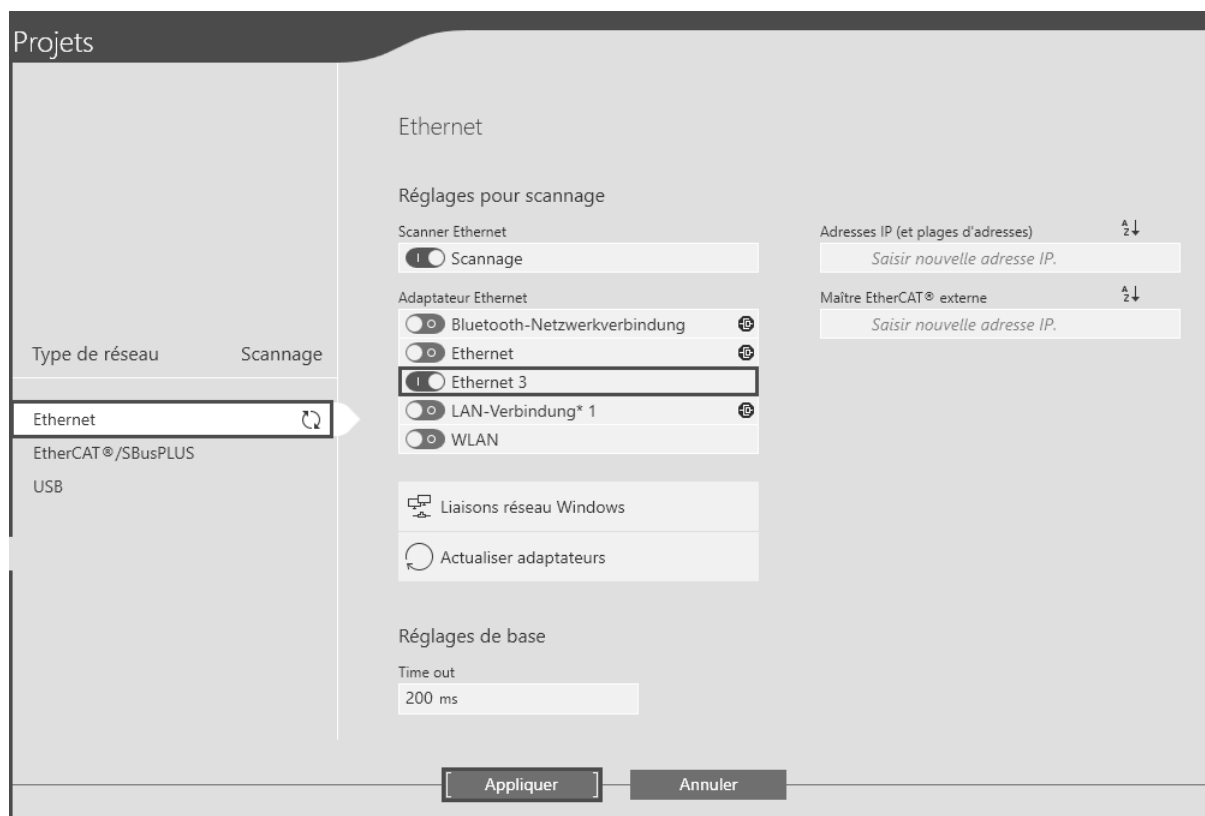 Projets
Type de réseau Scannage
Ethernet
EtherCAT®/SBusPLUS
USB
Ethernet
Réglages pour scannage
Scanner Ethernet
Scannage
Adaptateur Ethernet
Bluetooth-Netzwerkverbindung
Ethernet
Ethernet 3
LAN-Verbindung* 1
WLAN
Liaisons réseau Windows
Actualiser adaptateurs
Réglages de base
Time out
200 ms
Adresses IP (et plages d'adresses)
Saisir nouvelle adresse IP.
Maître EtherCAT® externe
Saisir nouvelle adresse IP.
Appliquer Annuler